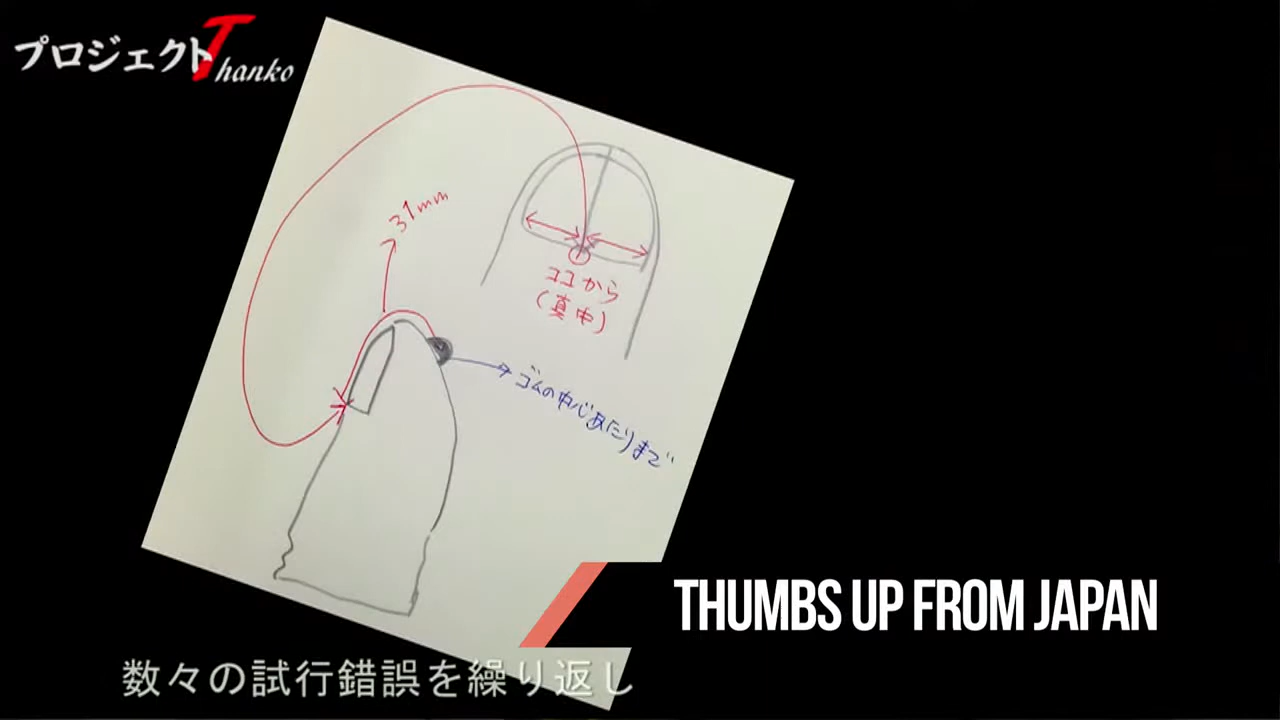 プロジェクトThanko
31mm
ココから
(真中)
ゴムの中心あたりまで
THUMBS UP FROM JAPAN
数々の試行錯誤を繰り返し